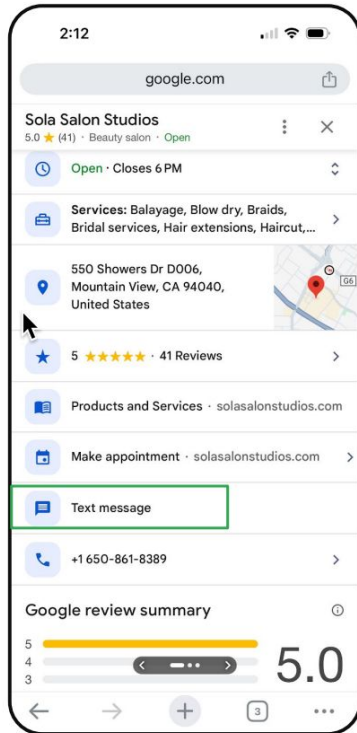 2:12
google.com
Sola Salon Studios
5.0 ★ (41) · Beauty salon · Open
Open · Closes 6 PM
Services: Balayage, Blow dry, Braids,
Bridal services, Hair extensions, Haircut,...
550 Showers Dr D006,
Mountain View, CA 94040,
United States
G6
5 ★★★★★ · 41 Reviews
Products and Services · solasalonstudios.com
Make appointment · solasalonstudios.com
Text message
+1 650-861-8389
Google review summary
5
4
3
5.0
3